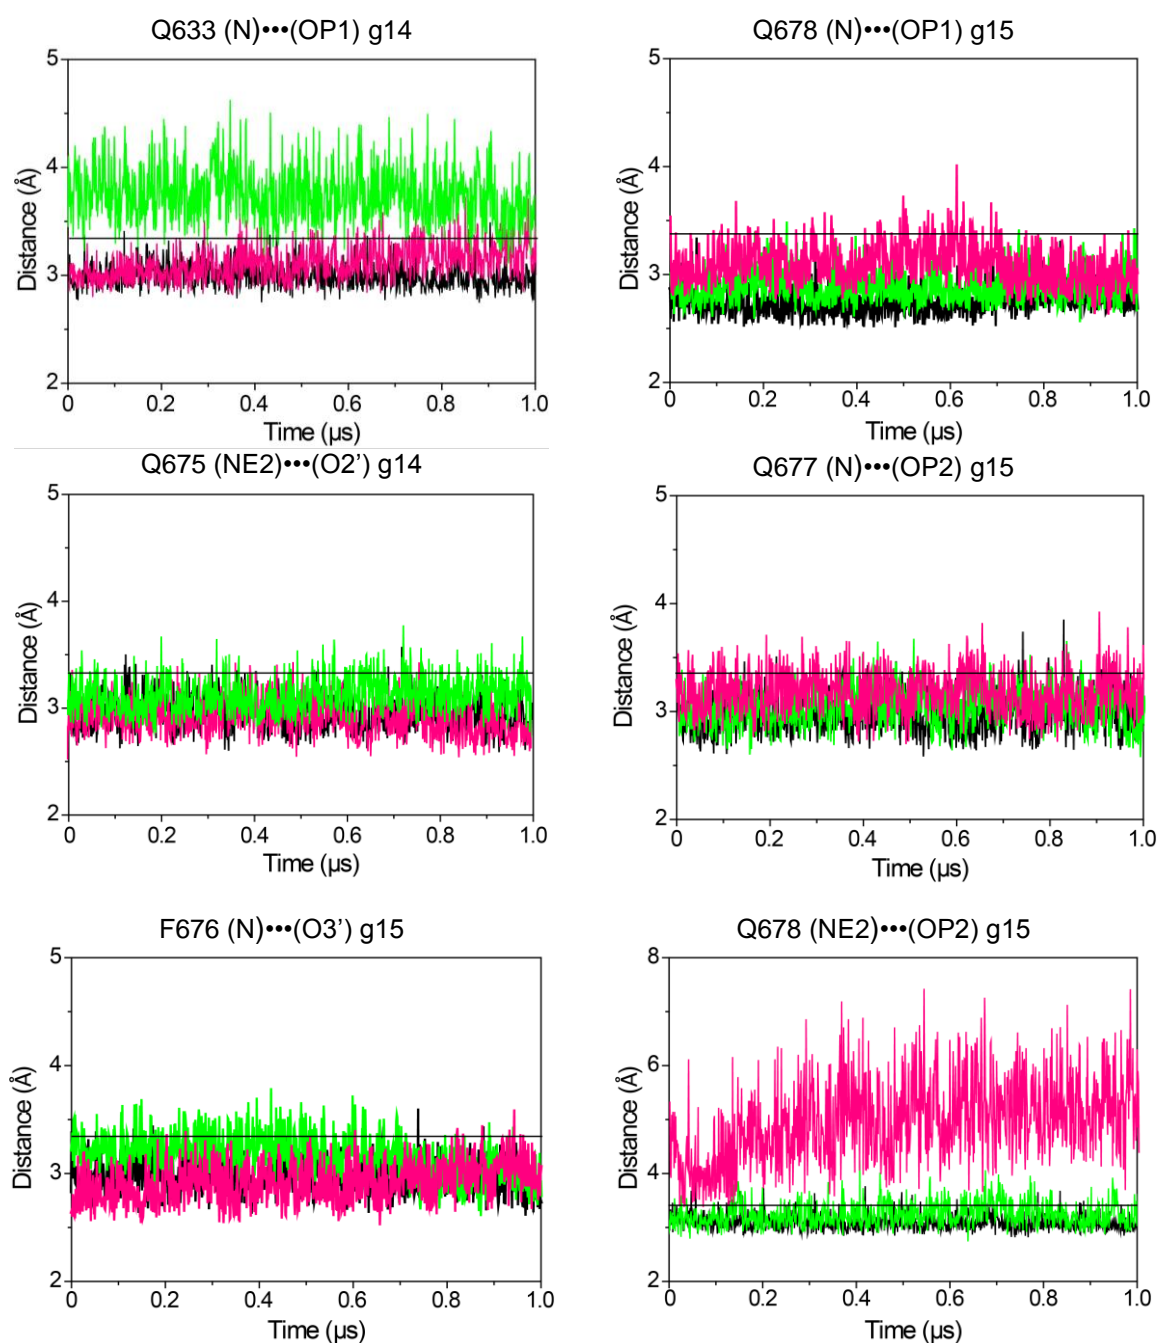 Q633 (N)•••(OP1) g14
5
4
3
2
Distance (Å)
0 0.2 0.4 0.6 0.8 1.0
Time (µs)
Q678 (N)•••(OP1) g15
5
4
3
2
Distance (Å)
0 0.2 0.4 0.6 0.8 1.0
Time (µs)
Q675 (NE2)•••(O2’) g14
5
4
3
2
Distance (Å)
0 0.2 0.4 0.6 0.8 1.0
Time (µs)
Q677 (N)•••(OP2) g15
5
4
3
2
Distance (Å)
0 0.2 0.4 0.6 0.8 1.0
Time (µs)
F676 (N)•••(O3’) g15
5
4
3
2
Distance (Å)
0 0.2 0.4 0.6 0.8 1.0
Time (µs)
Q678 (NE2)•••(OP2) g15
8
6
4
2
Distance (Å)
0 0.2 0.4 0.6 0.8 1.0
Time (µs)